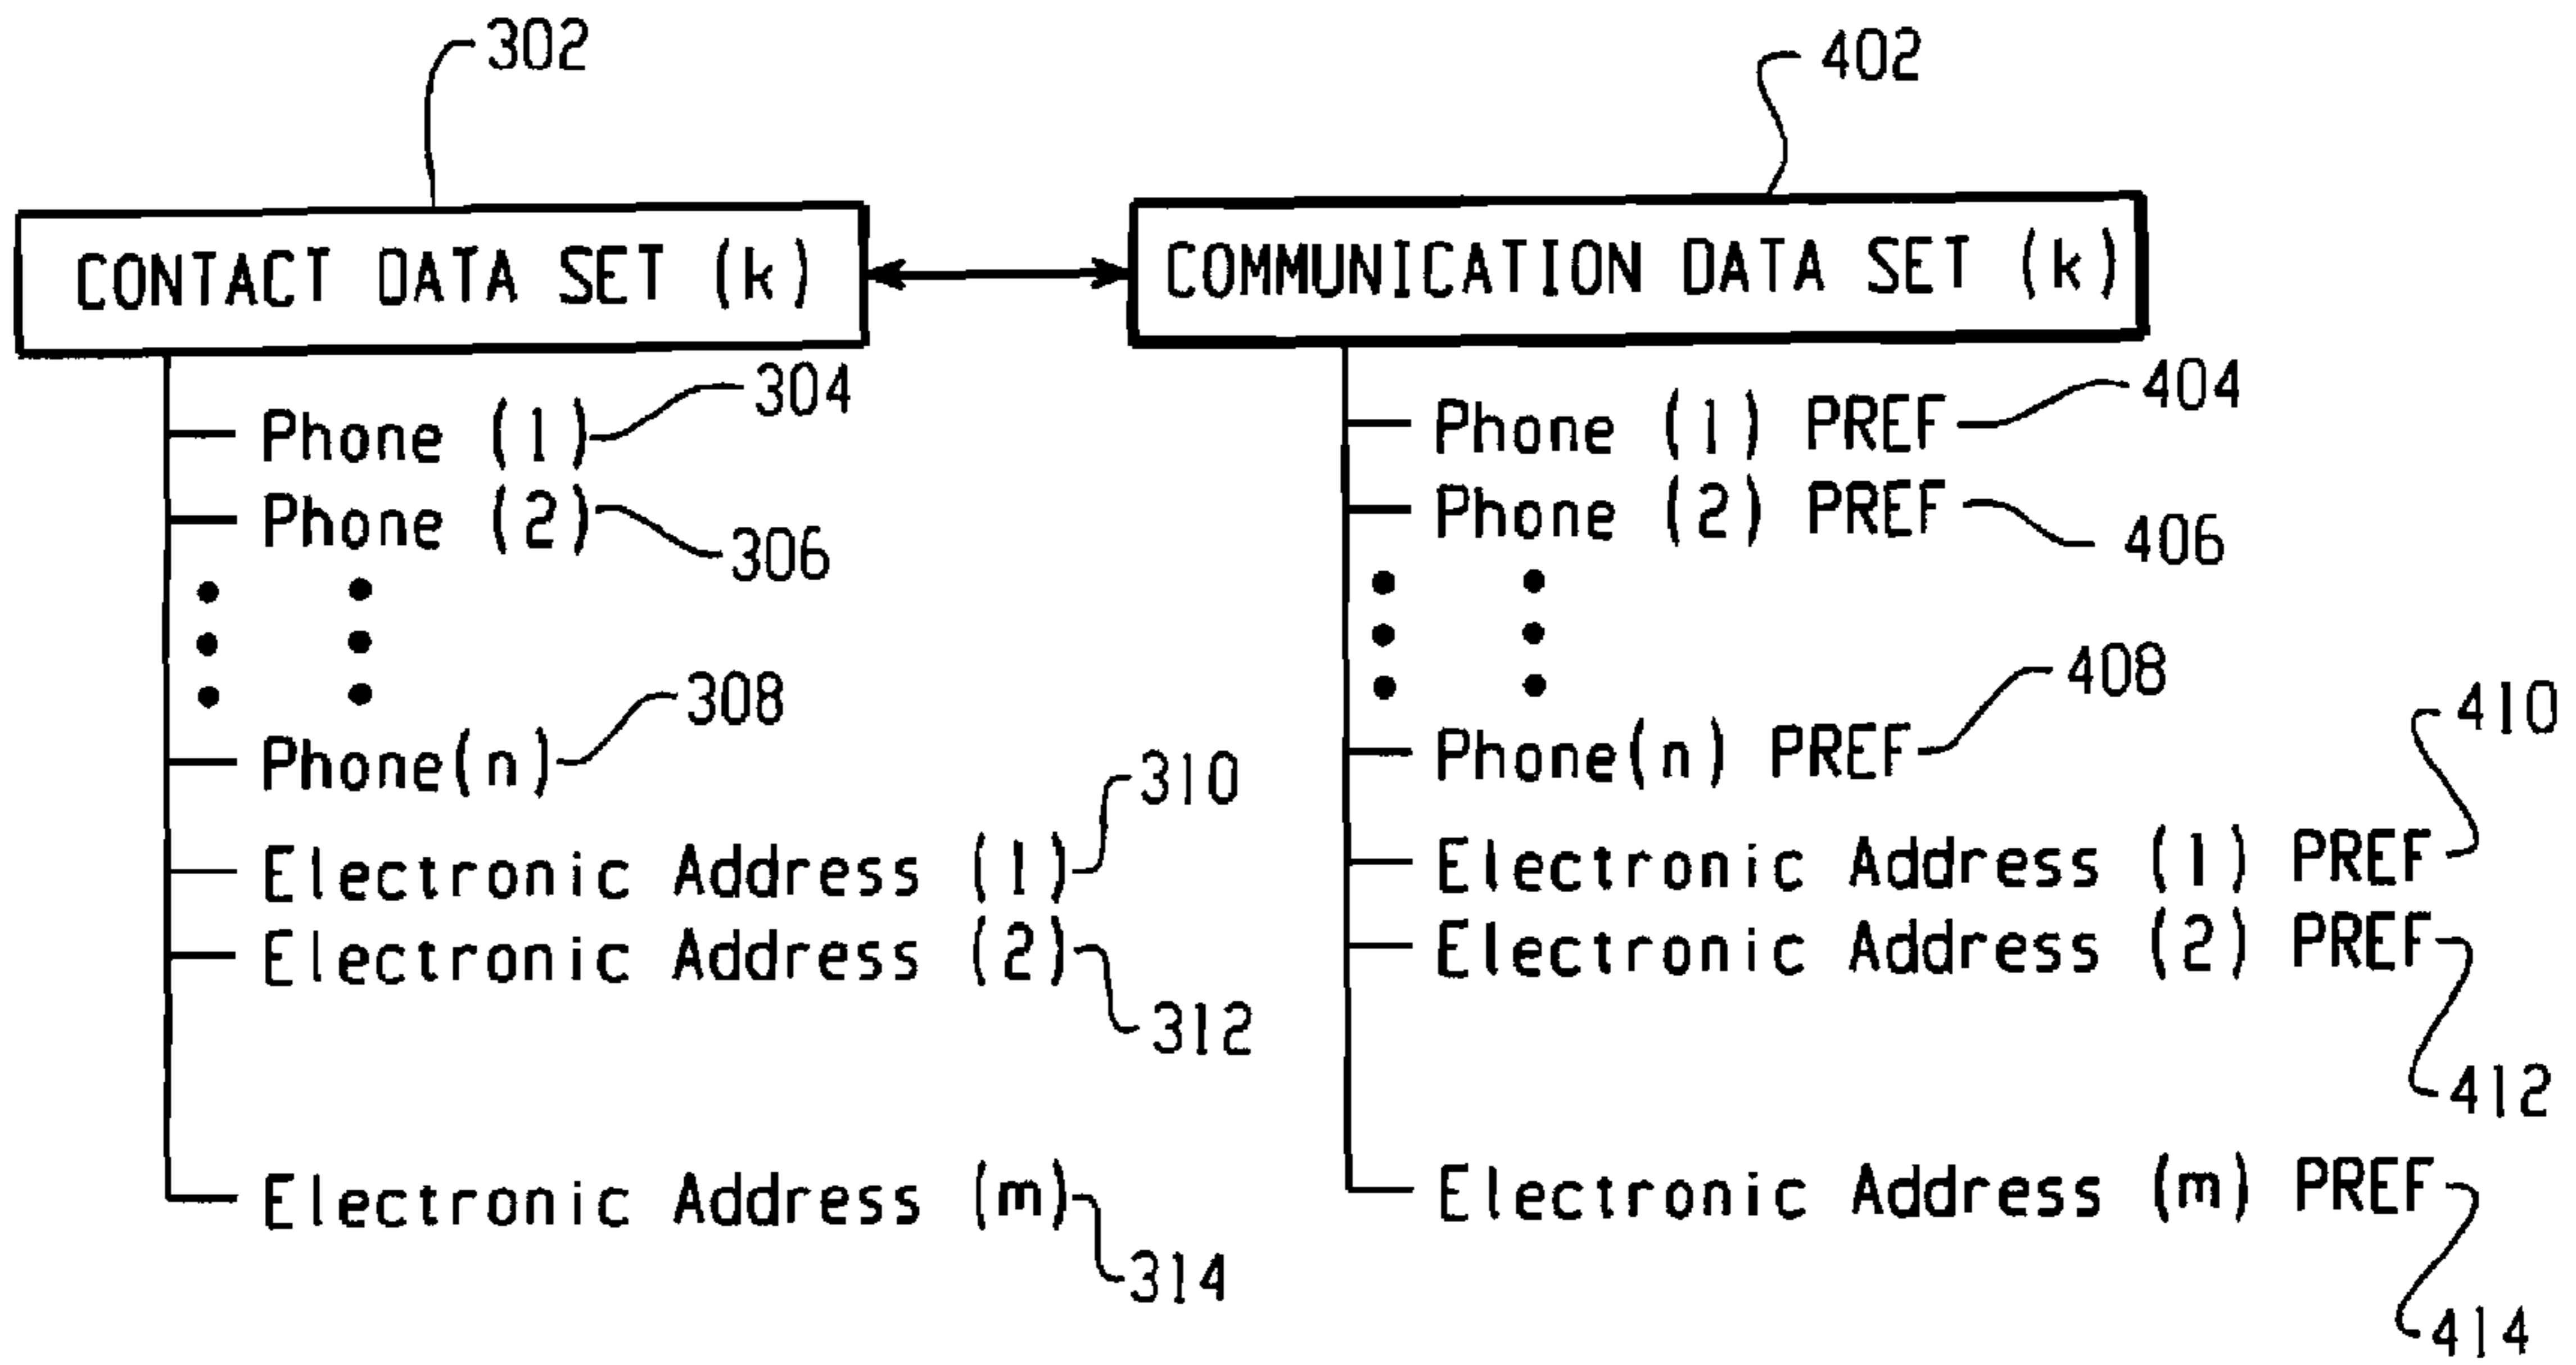 302
402
CONTACT DATA SET (k)
COMMUNICATION DATA SET (k)
Phone (1)
304
Phone (2)
306
Phone(n)
308
Electronic Address (1)
310
Electronic Address (2)
312
Electronic Address (m)
314
Phone (1) PREF
404
Phone (2) PREF
406
Phone(n) PREF
408
Electronic Address (1) PREF
410
Electronic Address (2) PREF
412
Electronic Address (m) PREF
414